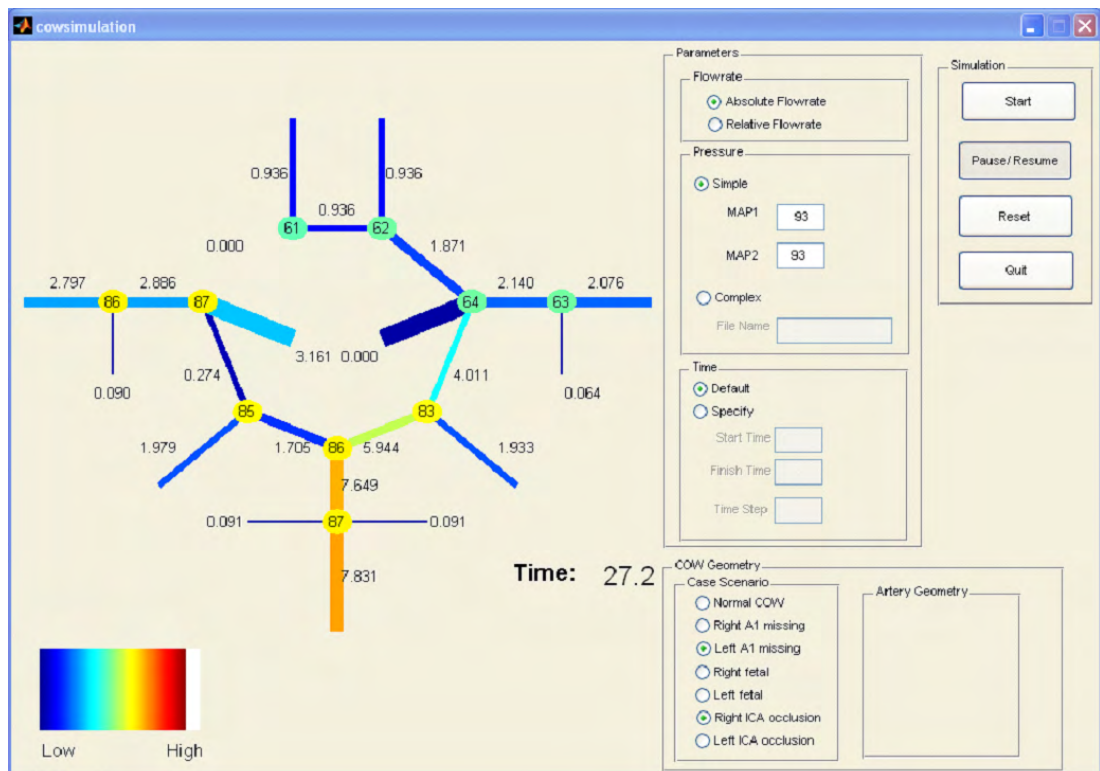 cowsimulation
Parameters
Flowrate
Absolute Flowrate
Relative Flowrate
Pressure
Simple
MAP1 93
MAP2 93
Complex
File Name
Time
Default
Specify
Start Time
Finish Time
Time Step
Simulation
Start
Pause/Resume
Reset
Quit
0.936 0.936
0.936
61 62
0.000 1.871
2.797 2.886 2.140 2.076
86 87 64 63
3.161 0.000
0.274 4.011
0.090 0.064
85 83
1.979 1.705 86 5.944 1.933
7.649
0.091 87 0.091
7.831
Time: 27.2
Low High
COW Geometry
Case Scenario
Normal COW
Right A1 missing
Left A1 missing
Right fetal
Left fetal
Right ICA occlusion
Left ICA occlusion
Artery Geometry